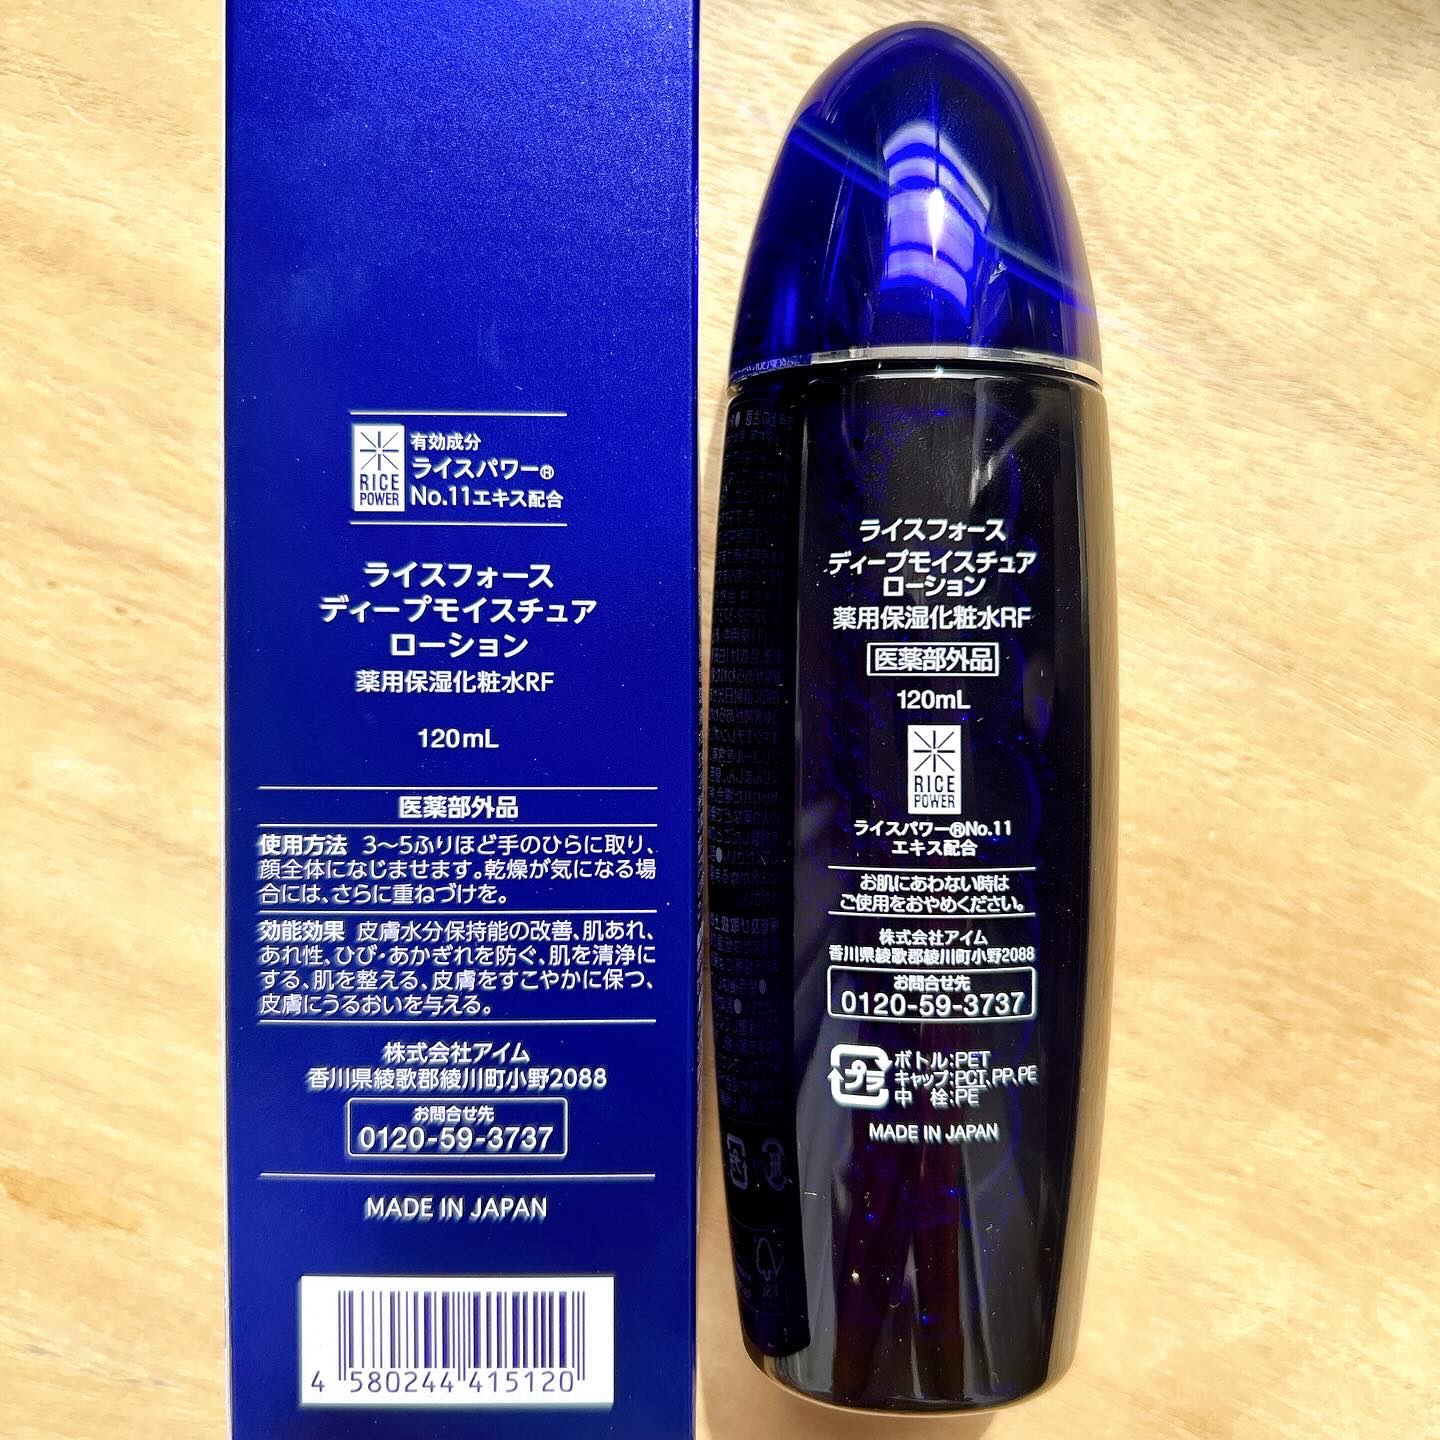 RICE
POWER
有効成分
ライスパワー®
No.11エキス配合
ライスフォース
ディープモイスチュア
ローション
薬用保湿化粧水RF
120mL
医薬部外品
使用方法 3〜5ふりほど手のひらに取り、
顔全体になじませます。乾燥が気になる場
合には、さらに重ねづけを。
効能効果 皮膚水分保持能の改善、肌あれ、
あれ性、ひび・あかぎれを防ぐ、肌を清浄に
する、肌を整える、皮膚をすこやかに保つ、
皮膚にうるおいを与える。
株式会社アイム
香川県綾歌郡綾川町小野2088
お問合せ先
0120-59-3737
MADE IN JAPAN
4 580244 415120
ライスフォース
ディープモイスチュア
ローション
薬用保湿化粧水RF
医薬部外品
120mL
RICE
POWER
ライスパワー®No.11
エキス配合
お肌にあわない時は
ご使用をおやめください。
株式会社アイム
香川県綾歌郡綾川町小野2088
お問合せ先
0120-59-3737
プラ
ボトル:PET
キャップ:PCT、PP、PE
中 栓:PE
MADE IN JAPAN